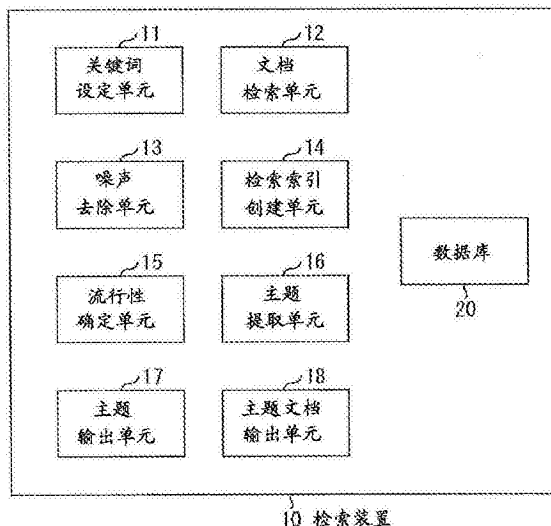 11
关键词
设定单元
12
文档
检索单元
13
噪声
去除单元
14
检索索引
创建单元
15
流行性
确定单元
16
主题
提取单元
数据库
20
17
主题
输出单元
18
主题文档
输出单元
10 检索装置